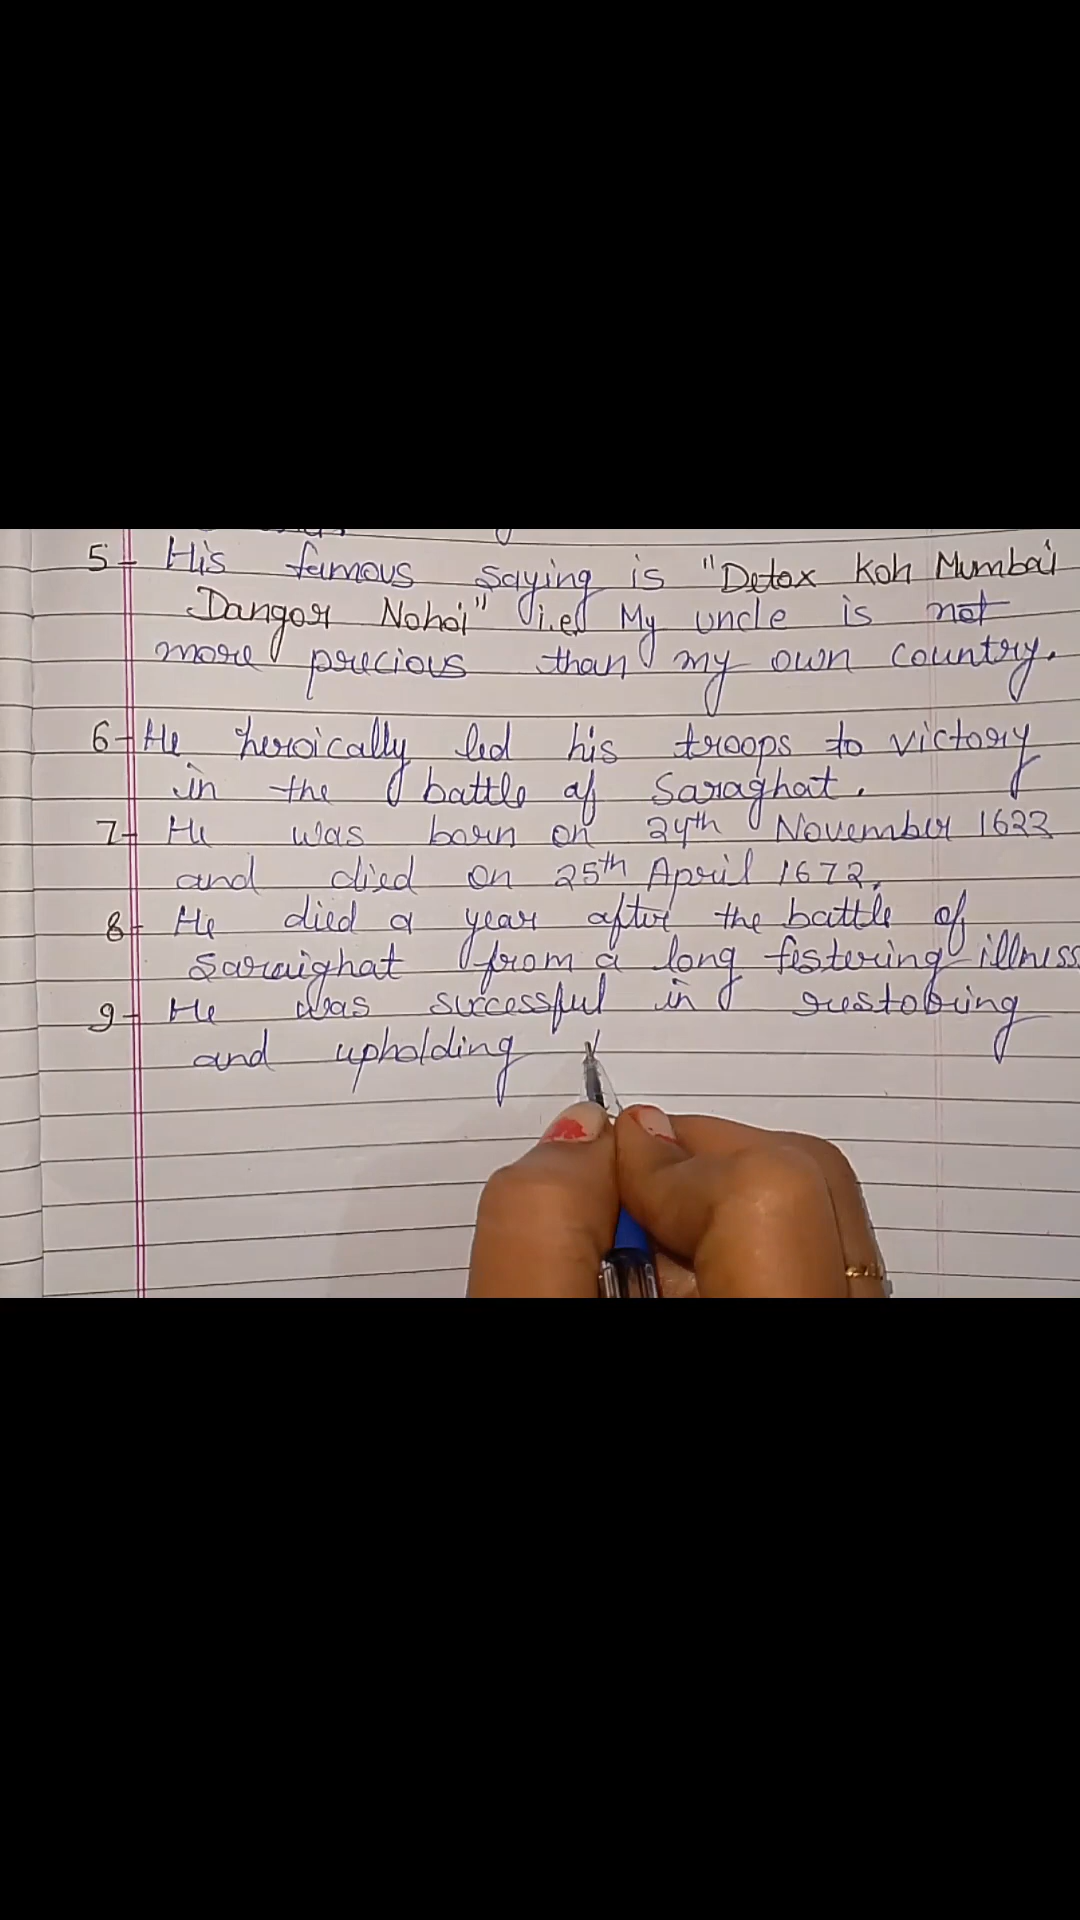 5- His famous saying is "Detox Koh Mumbai
Dangor Nohoi" i.e. My uncle is not
more precious than my own country.
6- He heroically led his troops to victory
in the battle of Saraghat.
7- He was born on 24th November 1622
and died on 25th April 1672.
8- He died a year after the battle of
Saraighat from a long festering illness
9- He was successful in restoring
and upholding